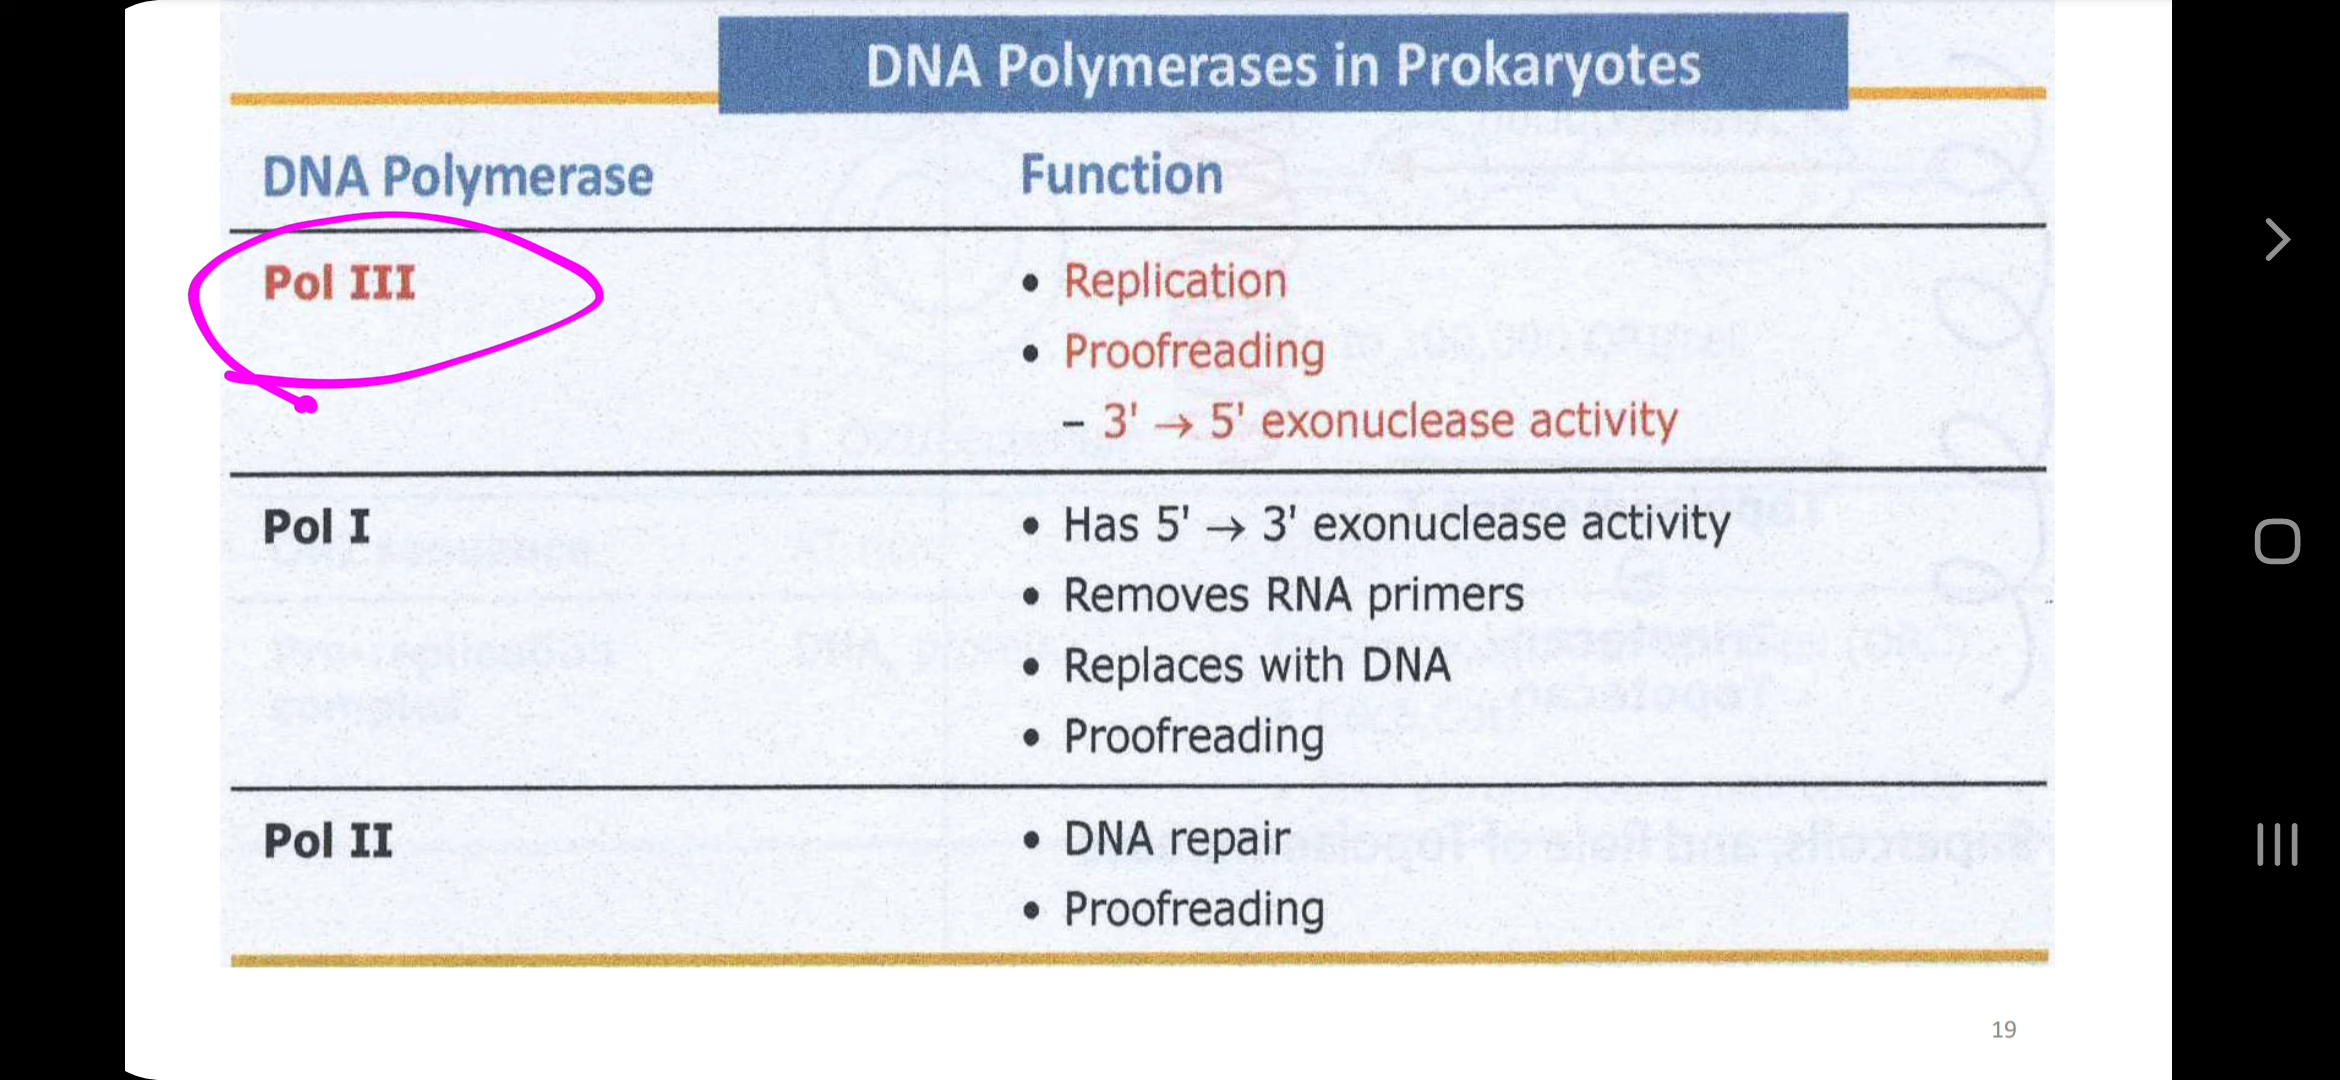 DNA Polymerases in Prokaryotes
DNA Polymerase Function
Pol III • Replication
• Proofreading
– 3' → 5' exonuclease activity
Pol I • Has 5' → 3' exonuclease activity
• Removes RNA primers
• Replaces with DNA
• Proofreading
Pol II • DNA repair
• Proofreading
19